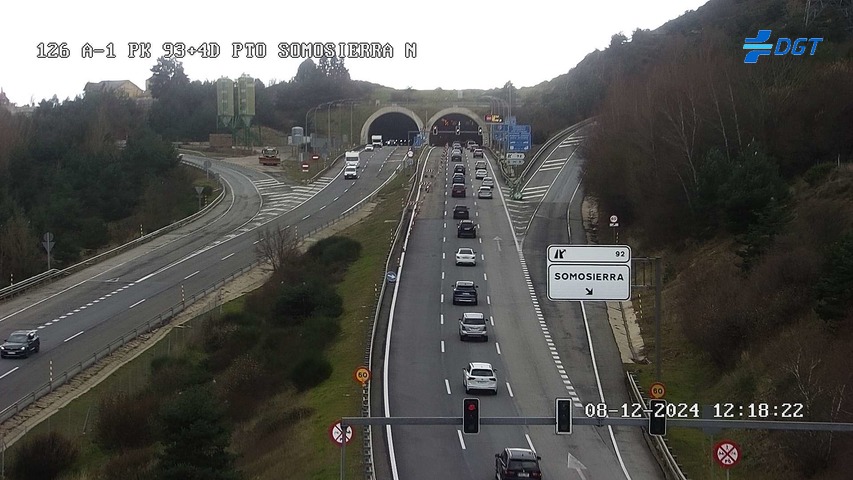 126 A-1 PK 93+4D PTO SOMOSIERRA N
DGT
92
SOMOSIERRA
60
60
08-12-2024 12:18:22